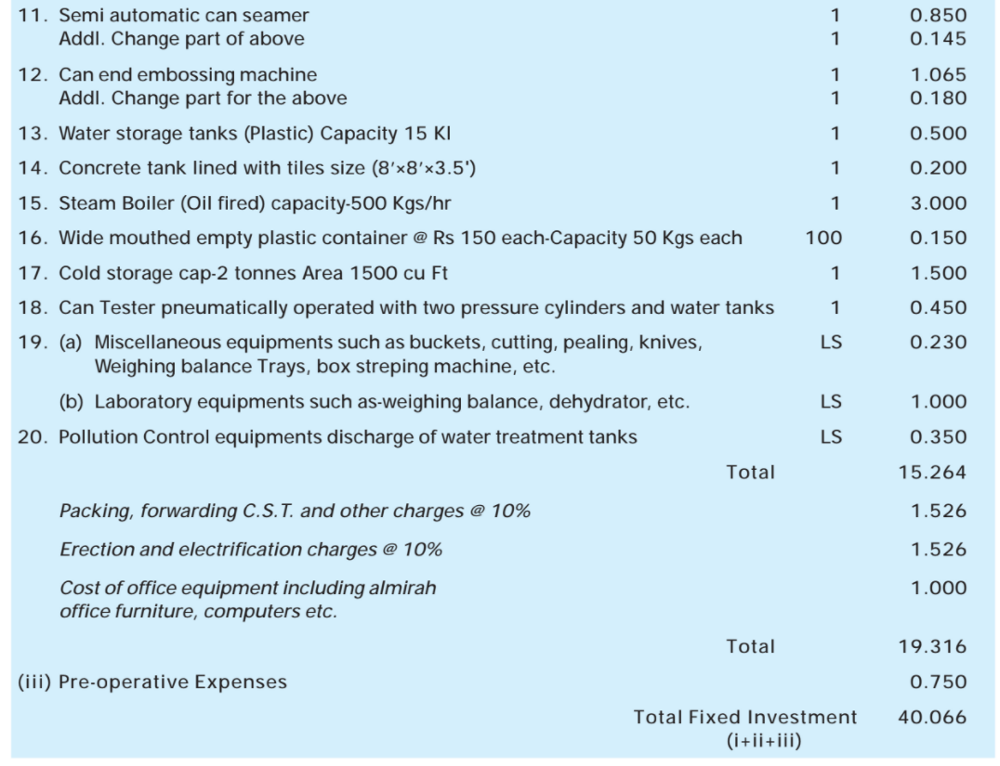 11. Semi automatic can seamer 1 0.850
Addl. Change part of above 1 0.145
12. Can end embossing machine 1 1.065
Addl. Change part for the above 1 0.180
13. Water storage tanks (Plastic) Capacity 15 Kl 1 0.500
14. Concrete tank lined with tiles size (8′×8′×3.5') 1 0.200
15. Steam Boiler (Oil fired) capacity-500 Kgs/hr 1 3.000
16. Wide mouthed empty plastic container @ Rs 150 each-Capacity 50 Kgs each 100 0.150
17. Cold storage cap-2 tonnes Area 1500 cu Ft 1 1.500
18. Can Tester pneumatically operated with two pressure cylinders and water tanks 1 0.450
19. (a) Miscellaneous equipments such as buckets, cutting, pealing, knives, LS 0.230
Weighing balance Trays, box streping machine, etc.
(b) Laboratory equipments such as-weighing balance, dehydrator, etc. LS 1.000
20. Pollution Control equipments discharge of water treatment tanks LS 0.350
Total 15.264
Packing, forwarding C.S.T. and other charges @ 10% 1.526
Erection and electrification charges @ 10% 1.526
Cost of office equipment including almirah 1.000
office furniture, computers etc.
Total 19.316
(iii) Pre-operative Expenses 0.750
Total Fixed Investment 40.066
(i+ii+iii)